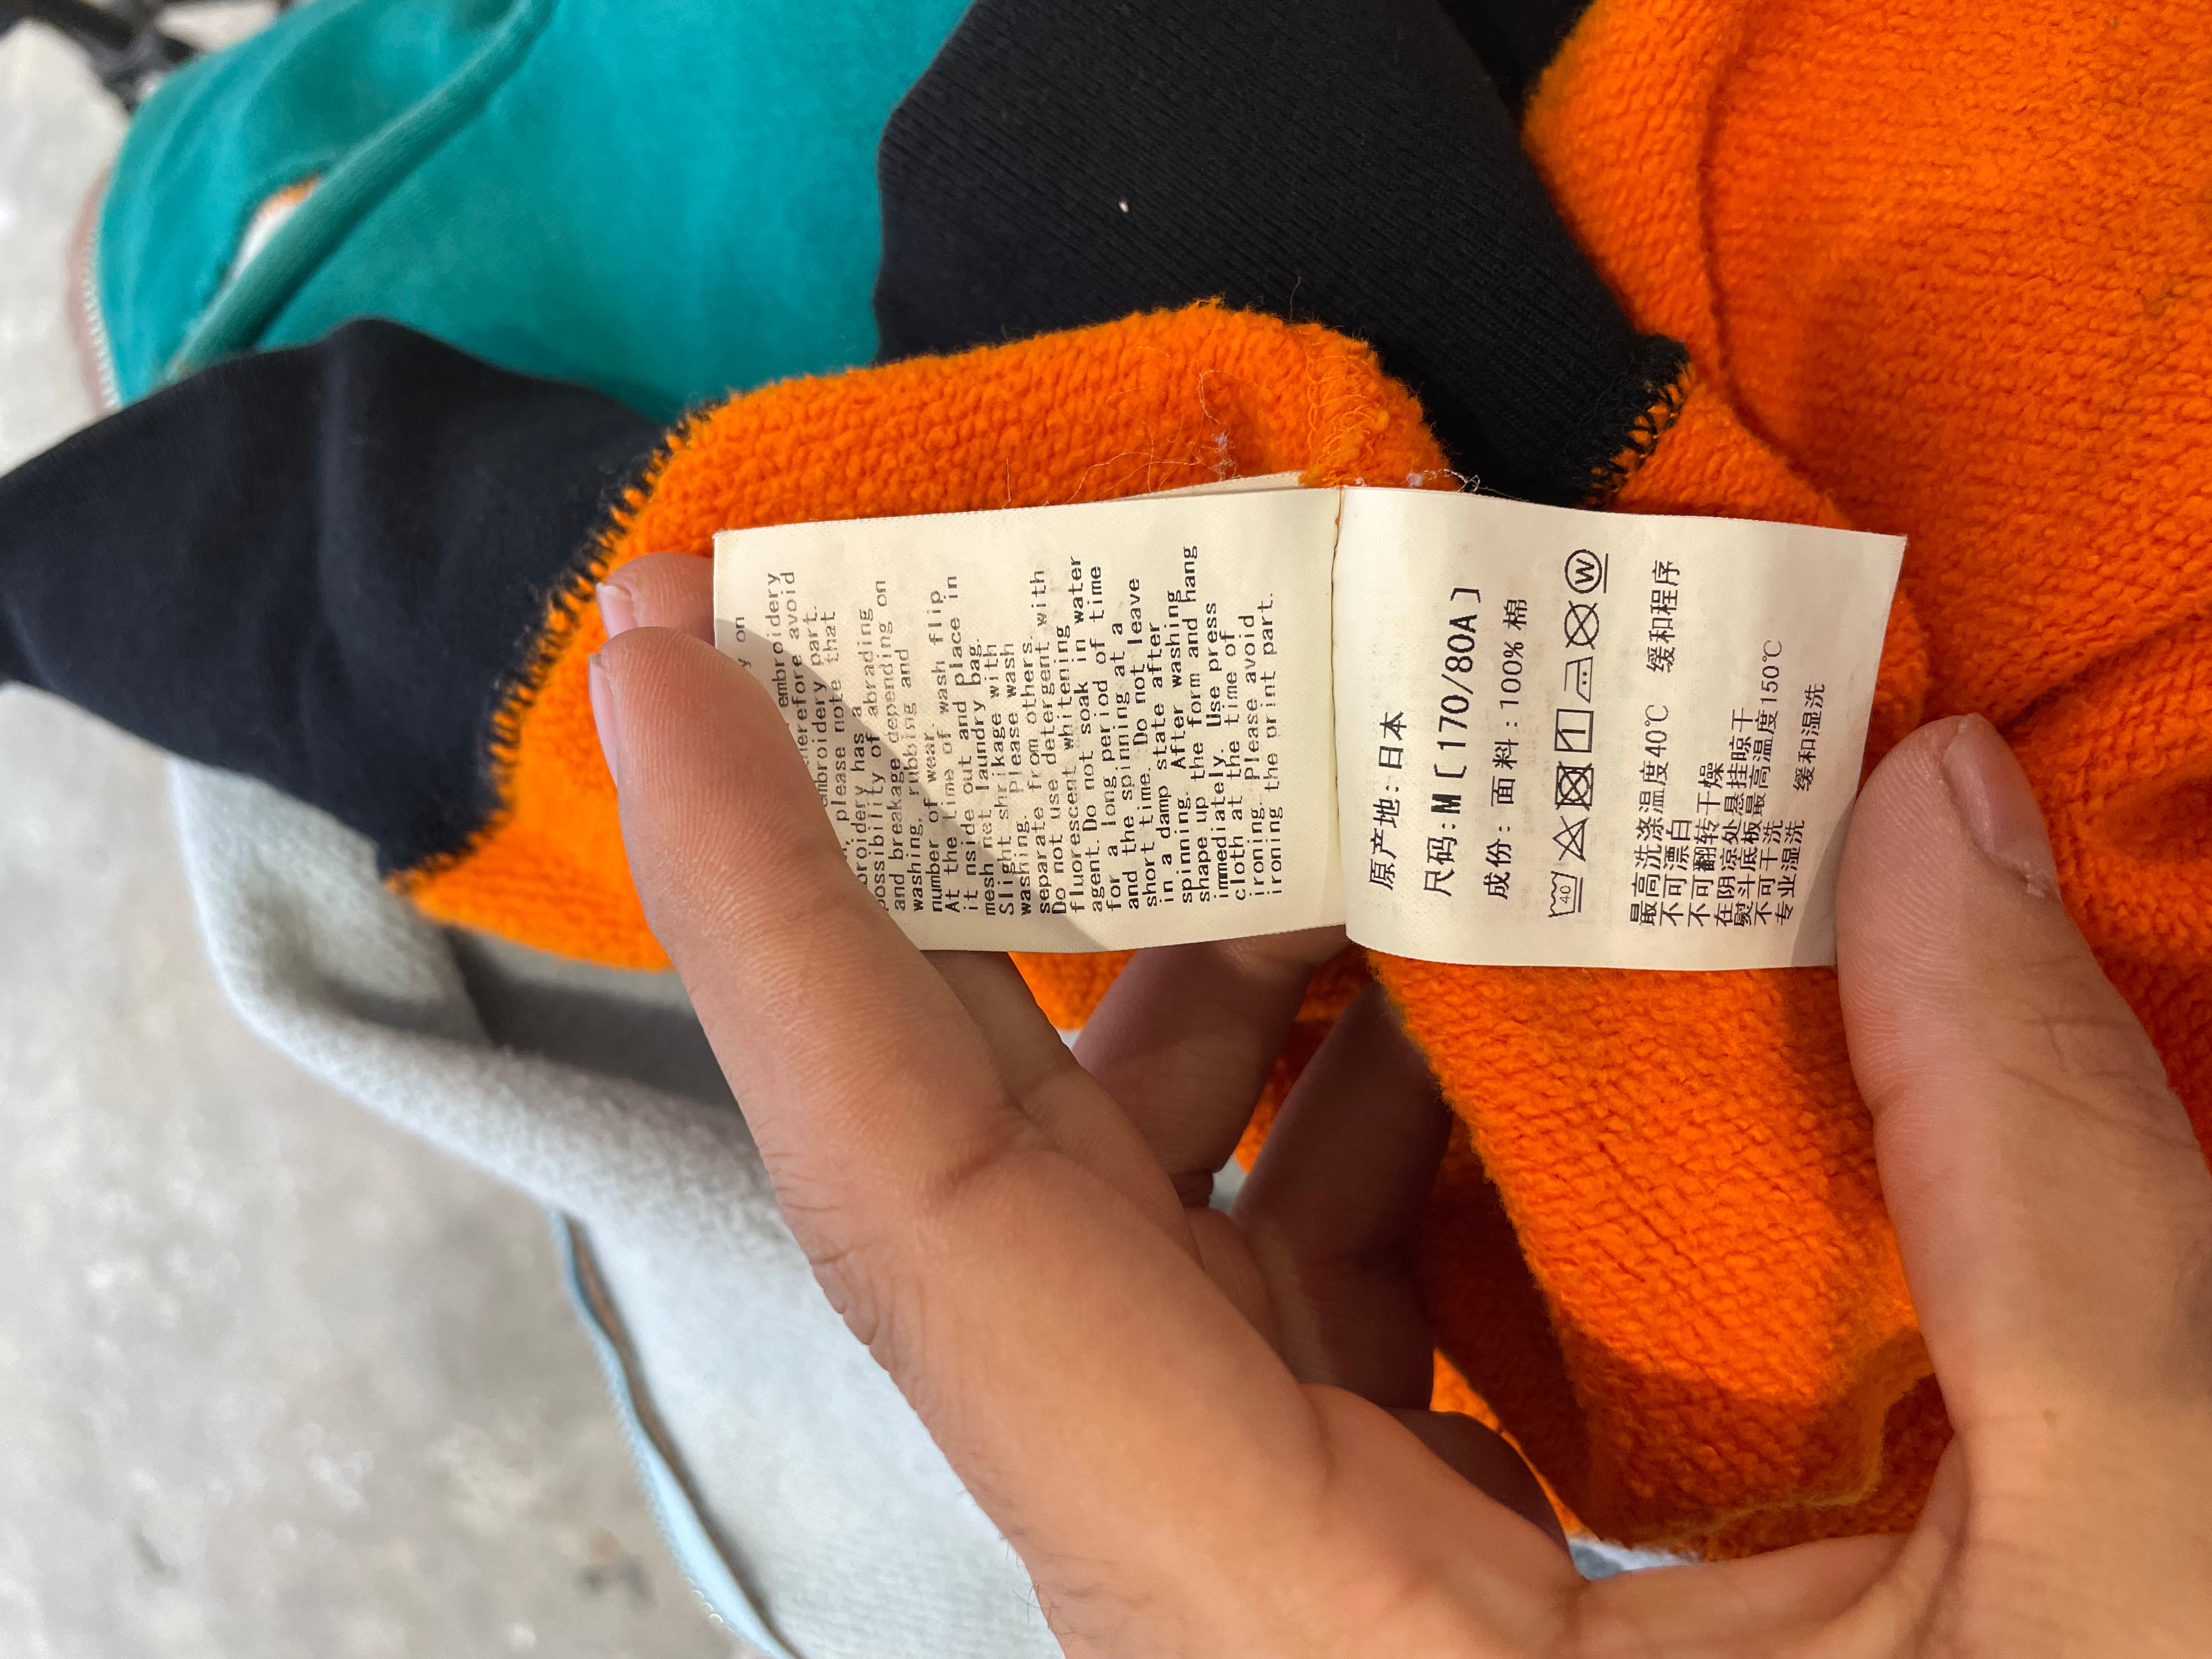 y on
embroidery
therefore avoid
embroidery part.
please note that
broidery has a
possibility of abrading
and breakage depending on
washing, rubbing and
number of wear.
At the time of wash flip
it inside out and place in
mesh net laundry bag.
Slight shrikage with
washing. Please wash
separate from others.
Do not use detergent with
fluorescent whitening
agent. Do not soak in water
for a long period of time
and the spinning at a
short time. Do not leave
in a damp state after
spinning. After washing
shape up the form and hang
immediately. Use press
cloth at the time of
ironing. Please avoid
ironing the print part.
原产地:日本
尺码:M [170/80A]
成份: 面料:100% 棉
40 1 W
最高洗涤温度40℃ 缓和程序
不可漂白
不可翻转干燥
在阴凉处悬挂晾干
熨斗底板最高温度150℃
不可干洗
专业湿洗 缓和湿洗